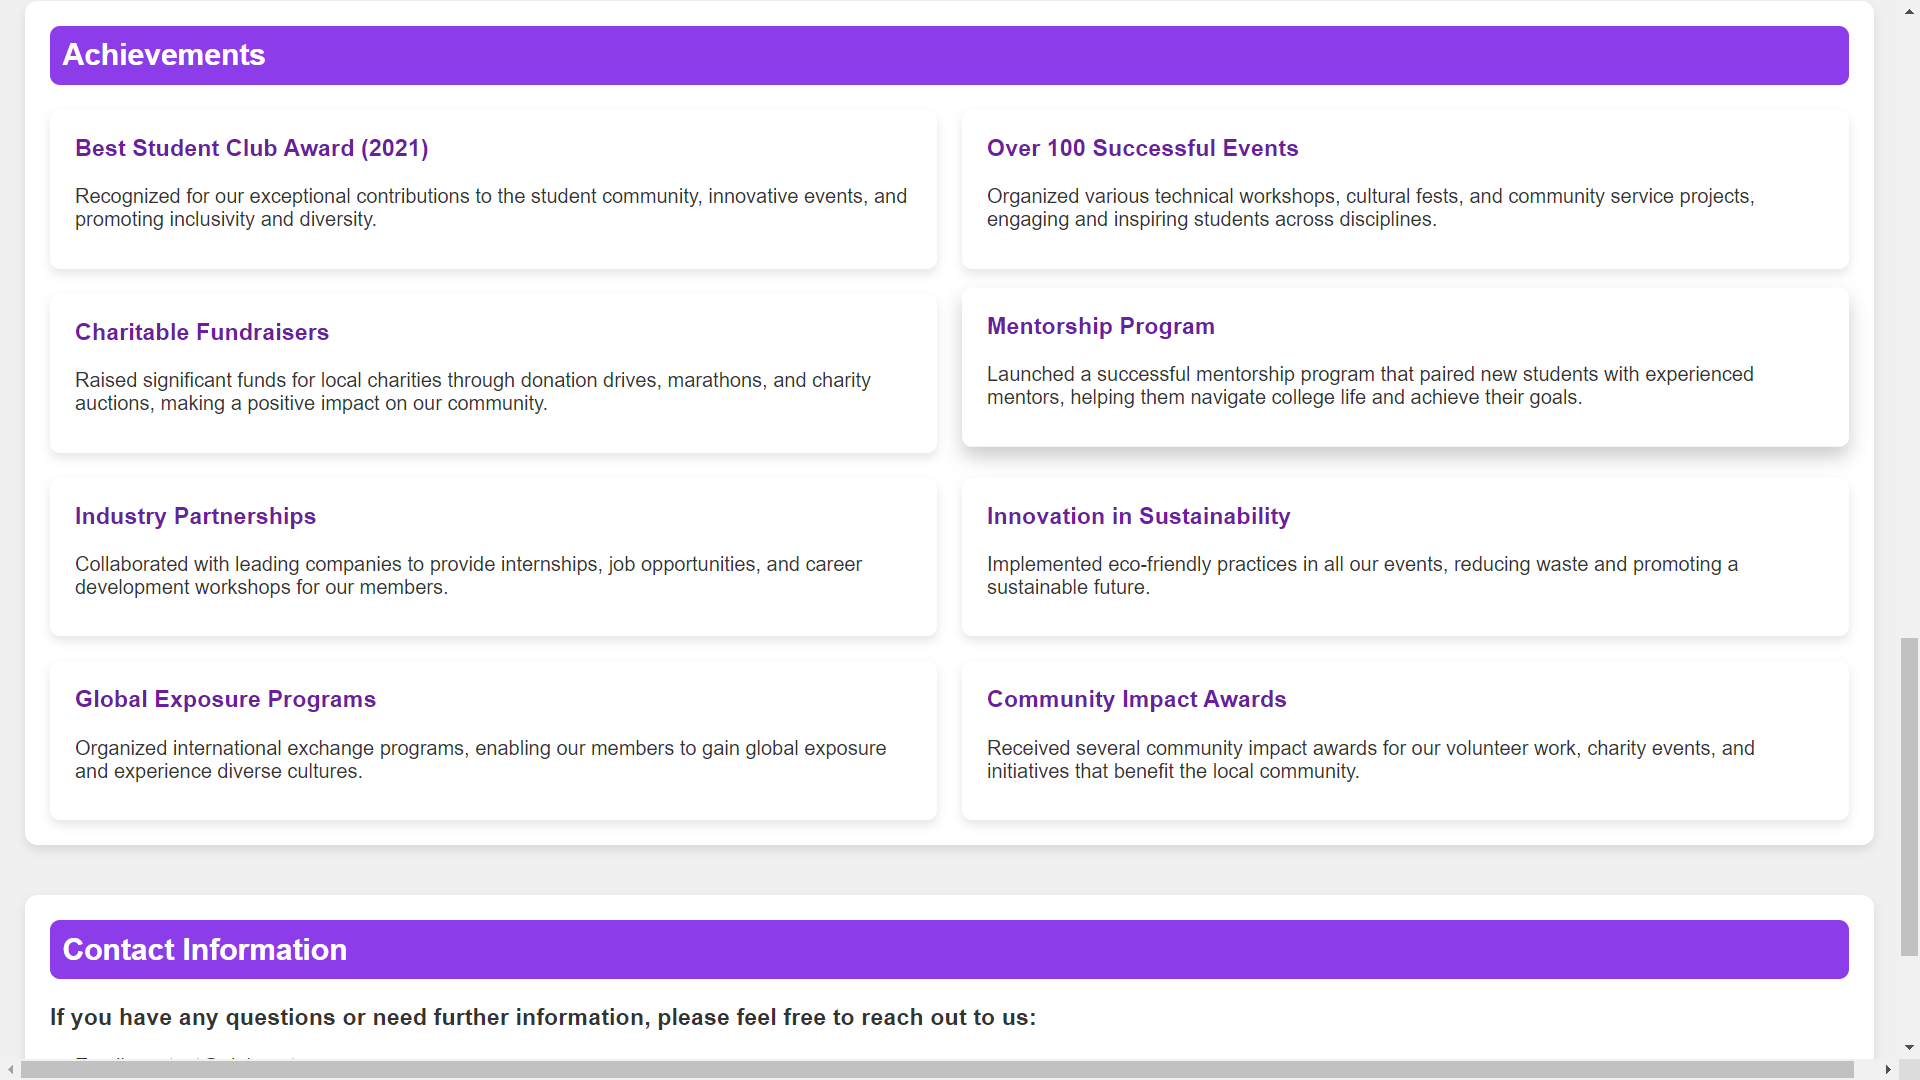 Achievements
Best Student Club Award (2021)
Recognized for our exceptional contributions to the student community, innovative events, and
promoting inclusivity and diversity.
Over 100 Successful Events
Organized various technical workshops, cultural fests, and community service projects,
engaging and inspiring students across disciplines.
Charitable Fundraisers
Raised significant funds for local charities through donation drives, marathons, and charity
auctions, making a positive impact on our community.
Mentorship Program
Launched a successful mentorship program that paired new students with experienced
mentors, helping them navigate college life and achieve their goals.
Industry Partnerships
Collaborated with leading companies to provide internships, job opportunities, and career
development workshops for our members.
Innovation in Sustainability
Implemented eco-friendly practices in all our events, reducing waste and promoting a
sustainable future.
Global Exposure Programs
Organized international exchange programs, enabling our members to gain global exposure
and experience diverse cultures.
Community Impact Awards
Received several community impact awards for our volunteer work, charity events, and
initiatives that benefit the local community.
Contact Information
If you have any questions or need further information, please feel free to reach out to us: